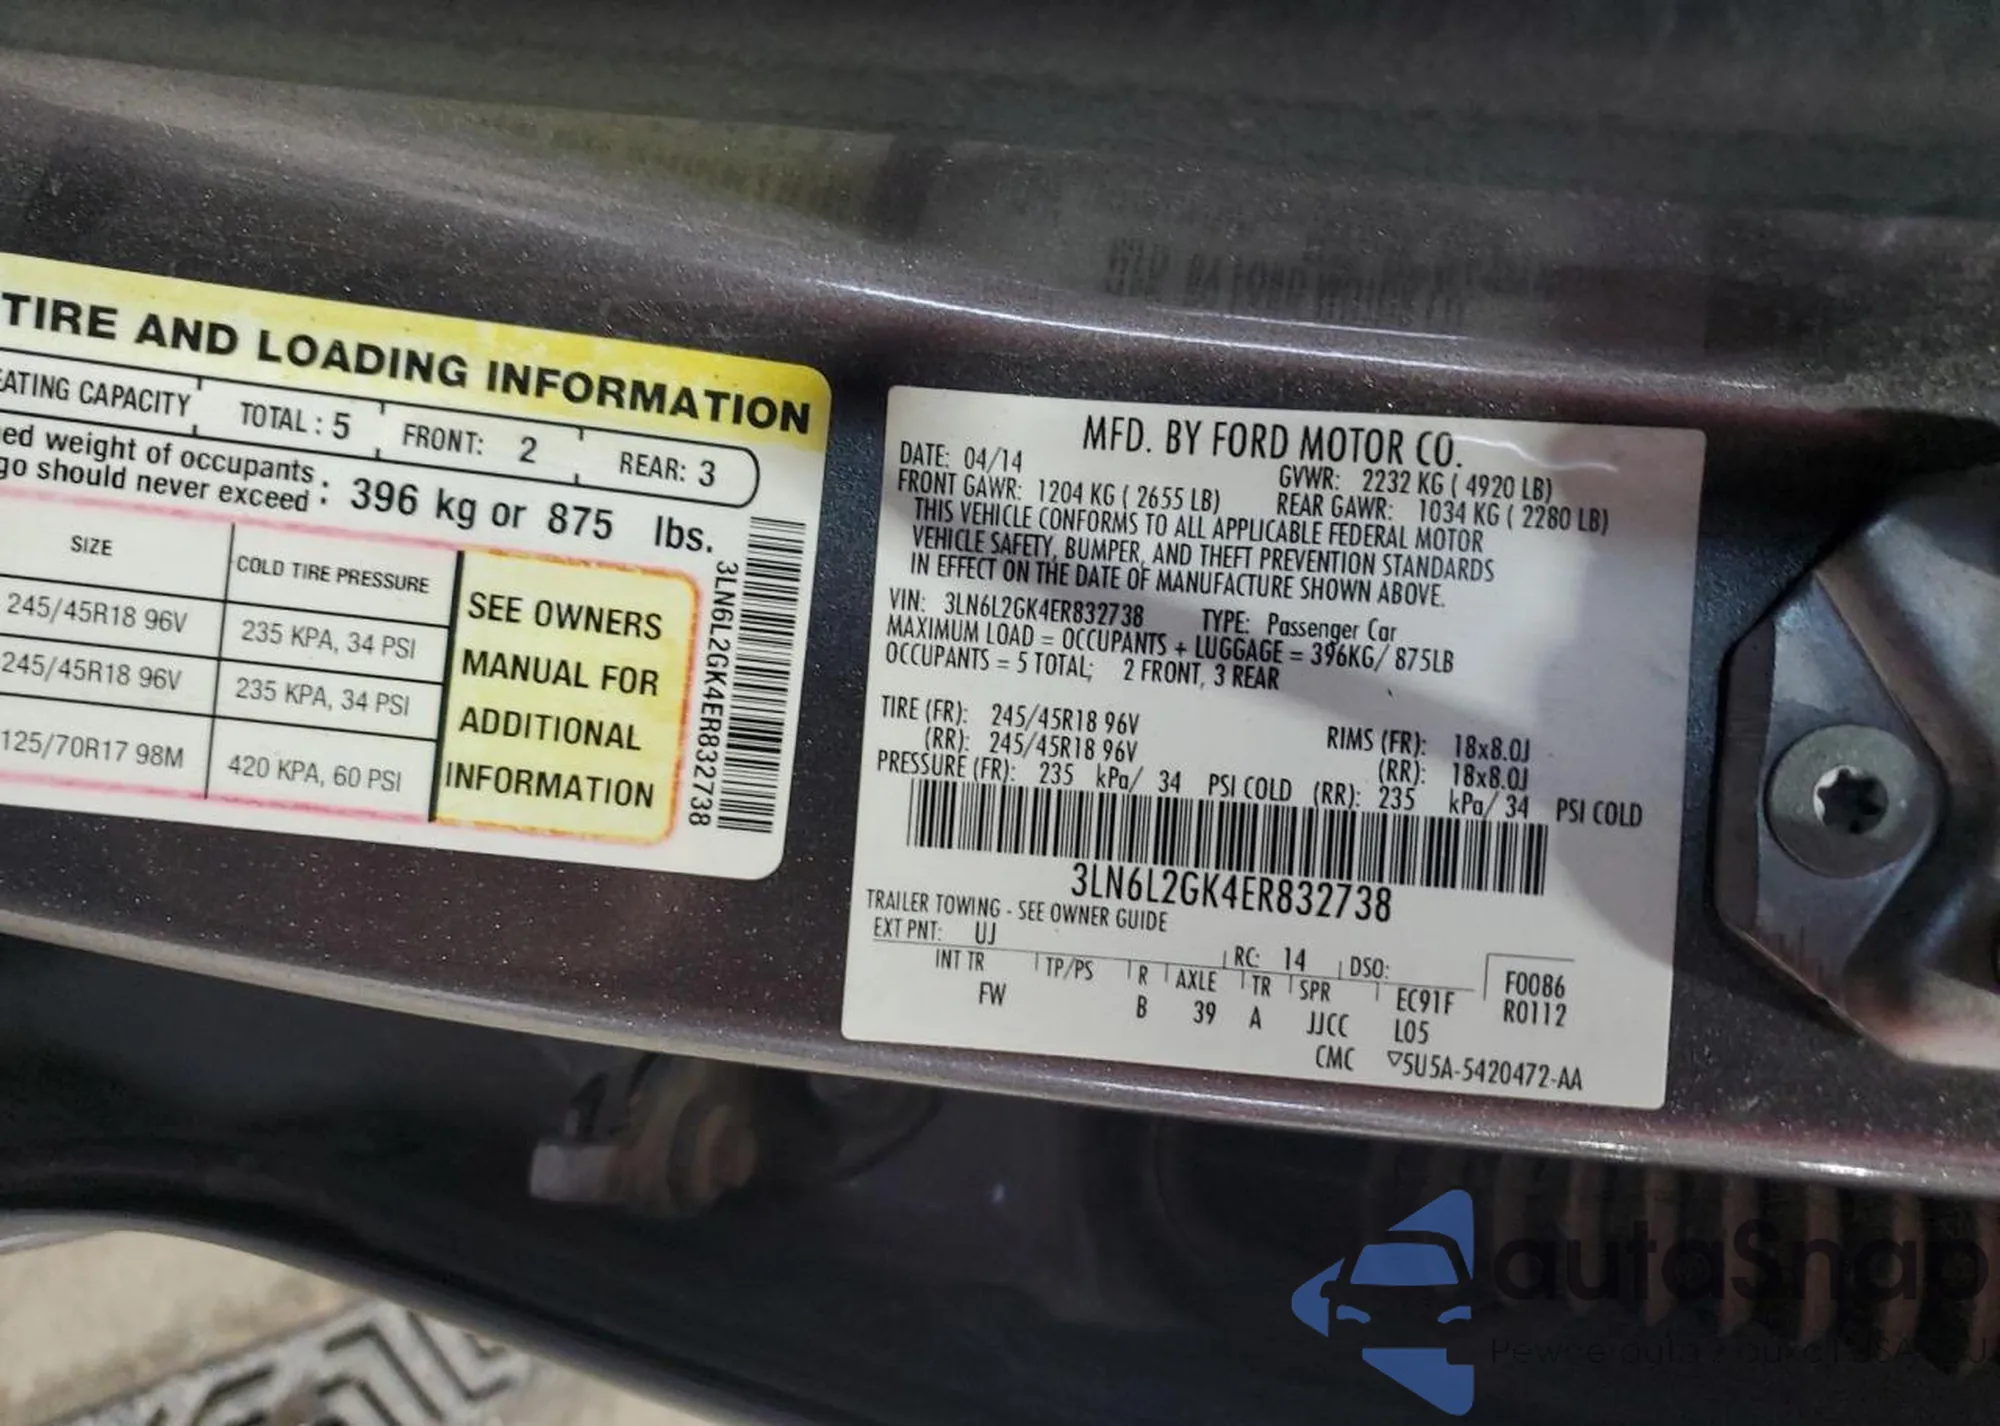 TIRE AND LOADING INFORMATION
EATING CAPACITY TOTAL : 5 FRONT: 2 REAR: 3
ed weight of occupants
go should never exceed : 396 kg or 875 lbs.
SIZE COLD TIRE PRESSURE
245/45R18 96V 235 KPA, 34 PSI
245/45R18 96V 235 KPA, 34 PSI
125/70R17 98M 420 KPA, 60 PSI
SEE OWNERS
MANUAL FOR
ADDITIONAL
INFORMATION
3LN6L2GK4ER832738
MFD. BY FORD MOTOR CO.
DATE: 04/14 GVWR: 2232 KG ( 4920 LB)
FRONT GAWR: 1204 KG ( 2655 LB) REAR GAWR: 1034 KG ( 2280 LB)
THIS VEHICLE CONFORMS TO ALL APPLICABLE FEDERAL MOTOR
VEHICLE SAFETY, BUMPER, AND THEFT PREVENTION STANDARDS
IN EFFECT ON THE DATE OF MANUFACTURE SHOWN ABOVE.
VIN: 3LN6L2GK4ER832738 TYPE: Passenger Car
MAXIMUM LOAD = OCCUPANTS + LUGGAGE = 396KG/ 875LB
OCCUPANTS = 5 TOTAL; 2 FRONT, 3 REAR
TIRE (FR): 245/45R18 96V RIMS (FR): 18x8.0J
(RR): 245/45R18 96V (RR): 18x8.0J
PRESSURE (FR): 235 kPa/ 34 PSI COLD (RR): 235 kPa/ 34 PSI COLD
3LN6L2GK4ER832738
TRAILER TOWING - SEE OWNER GUIDE
EXT PNT: UJ RC: 14 DSO:
INT TR TP/PS R AXLE TR SPR EC91F F0086
FW B 39 A JJCC L05 R0112
CMC ▽5U5A-5420472-AA
autaSnap